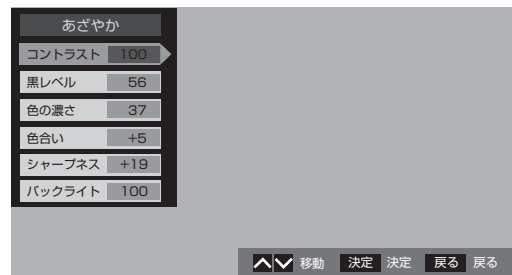 あざやか
コントラスト 100
黒レベル 56
色の濃さ 37
色合い +5
シャープネス +19
バックライト 100
移動 決定 決定 戻る 戻る